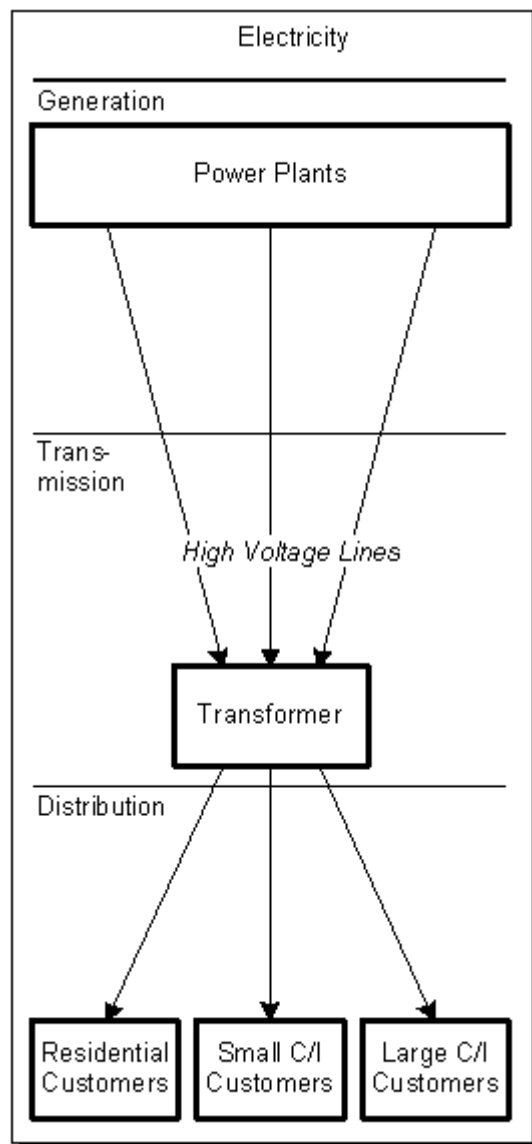 Electricity
Generation
Power Plants
Trans-
mission
High Voltage Lines
Transformer
Distribution
Residential
Customers
Small C/I
Customers
Large C/I
Customers